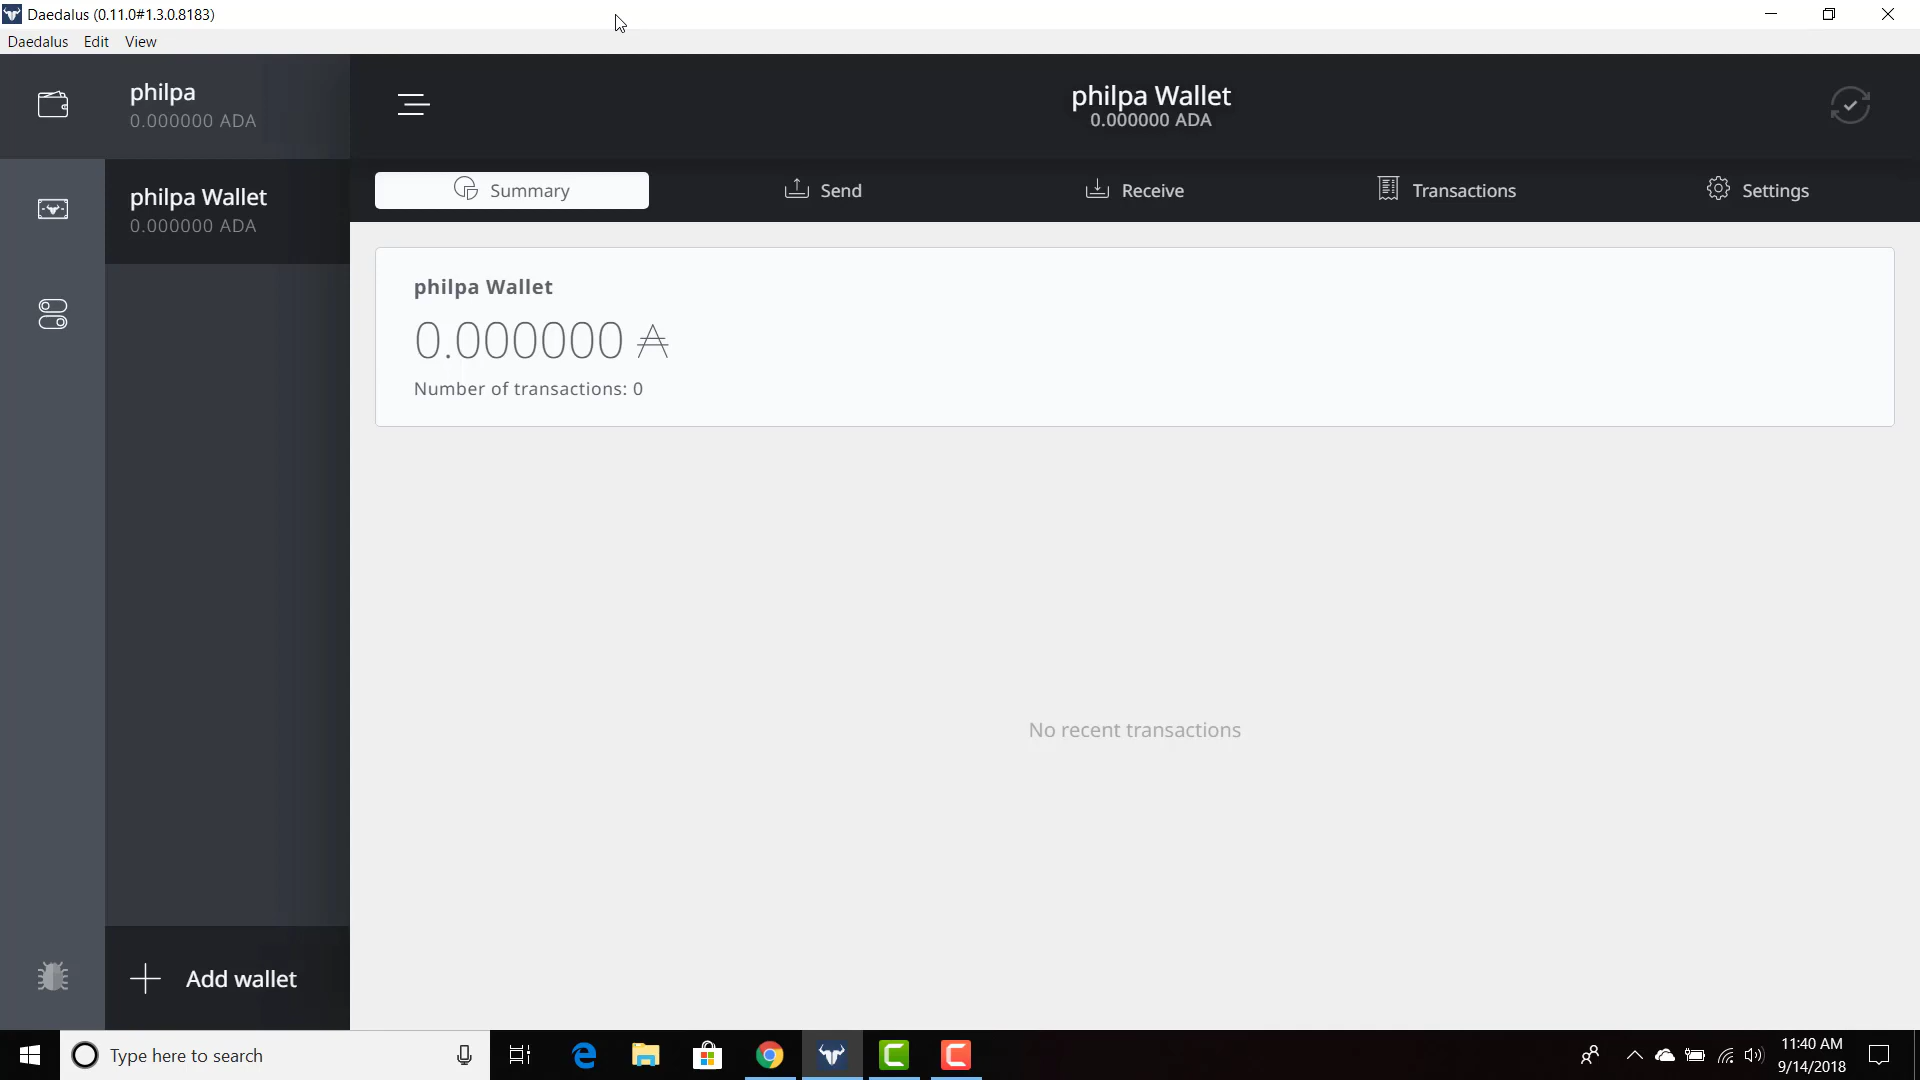 Daedalus (0.11.0#1.3.0.8183)
Daedalus Edit View
philpa
0.000000 ADA
philpa Wallet
0.000000 ADA
philpa Wallet
0.000000 ADA
Summary
Send
Receive
Transactions
Settings
philpa Wallet
0.000000 ₳
Number of transactions: 0
No recent transactions
Add wallet
Type here to search
11:40 AM
9/14/2018